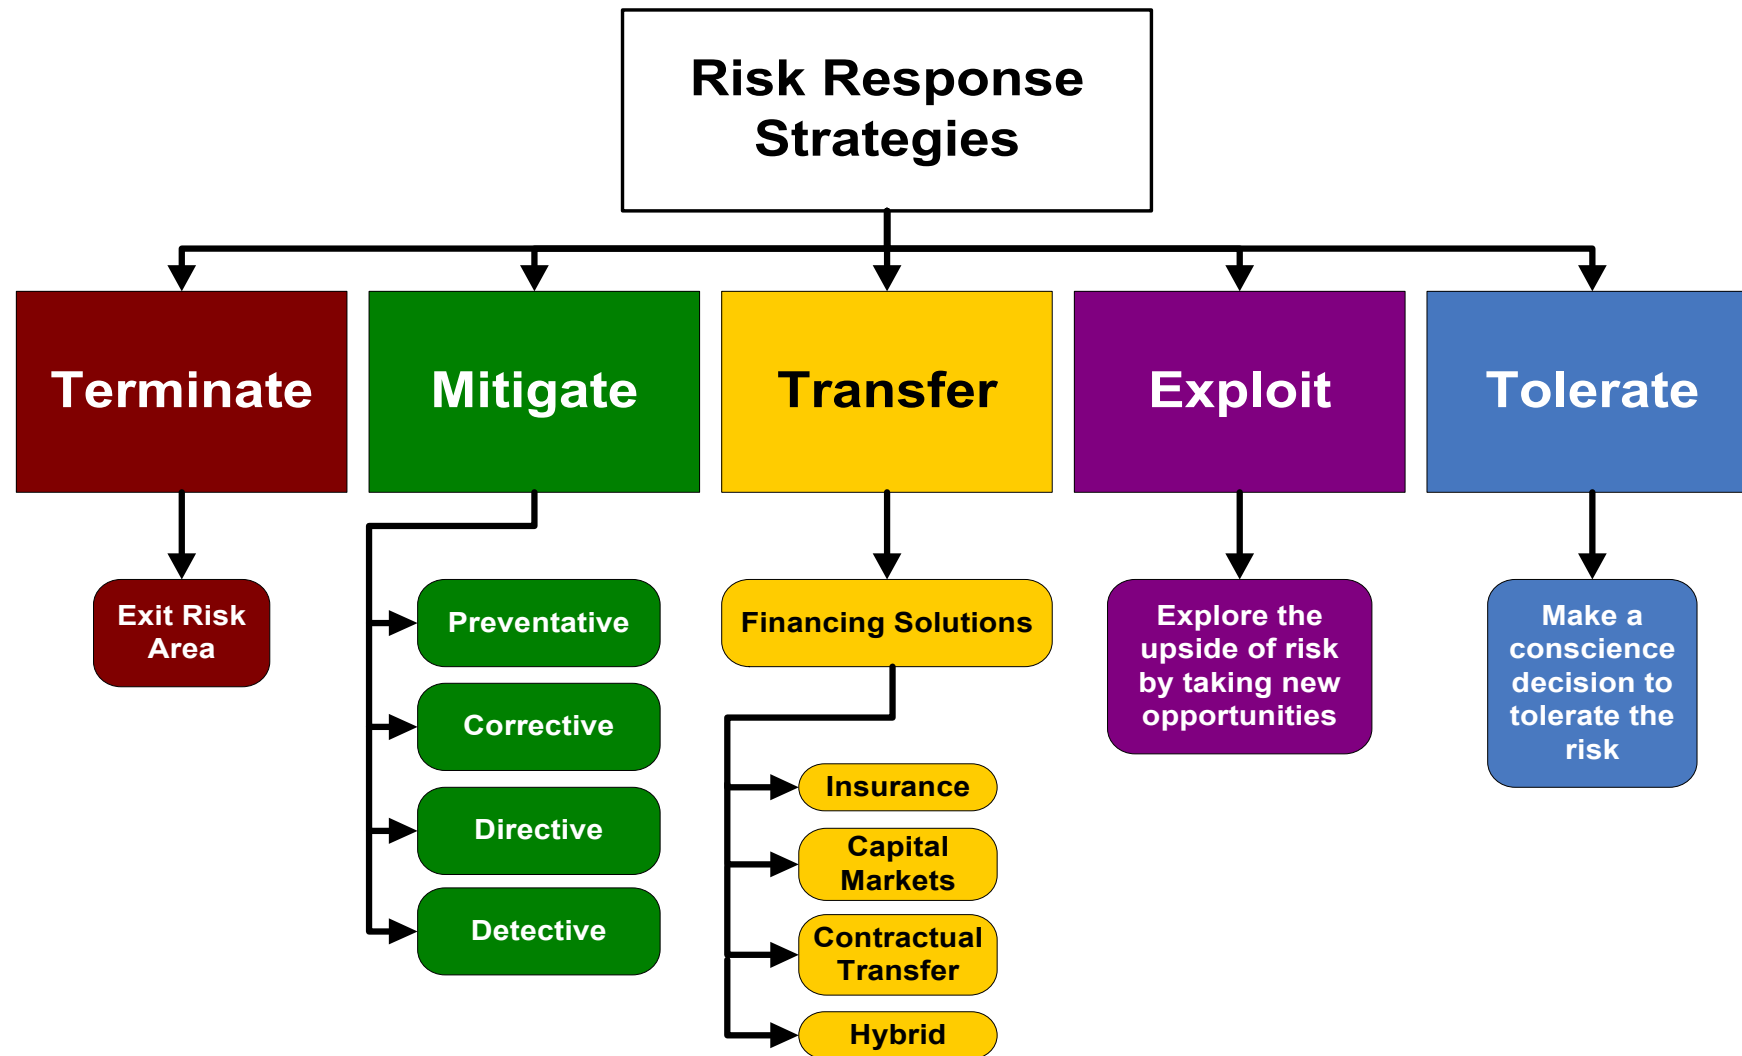 Risk Response
Strategies
Terminate
Mitigate
Transfer
Exploit
Tolerate
Exit Risk
Area
Preventative
Corrective
Directive
Detective
Financing Solutions
Insurance
Capital
Markets
Contractual
Transfer
Hybrid
Explore the
upside of risk
by taking new
opportunities
Make a
conscience
decision to
tolerate the
risk